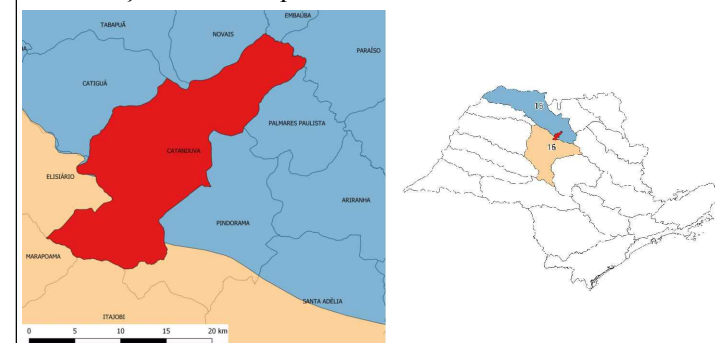 EMBAÚBA
TABAPUÃ
NOVAIS
PARAÍSO
CATIGUÁ
PALMARES PAULISTA
CATANDUVA
ELISIÁRIO
ARIRANHA
PINDORAMA
MARAPOAMA
SANTA ADÉLIA
ITAJOBI
0 5 10 15 20 km
15
16